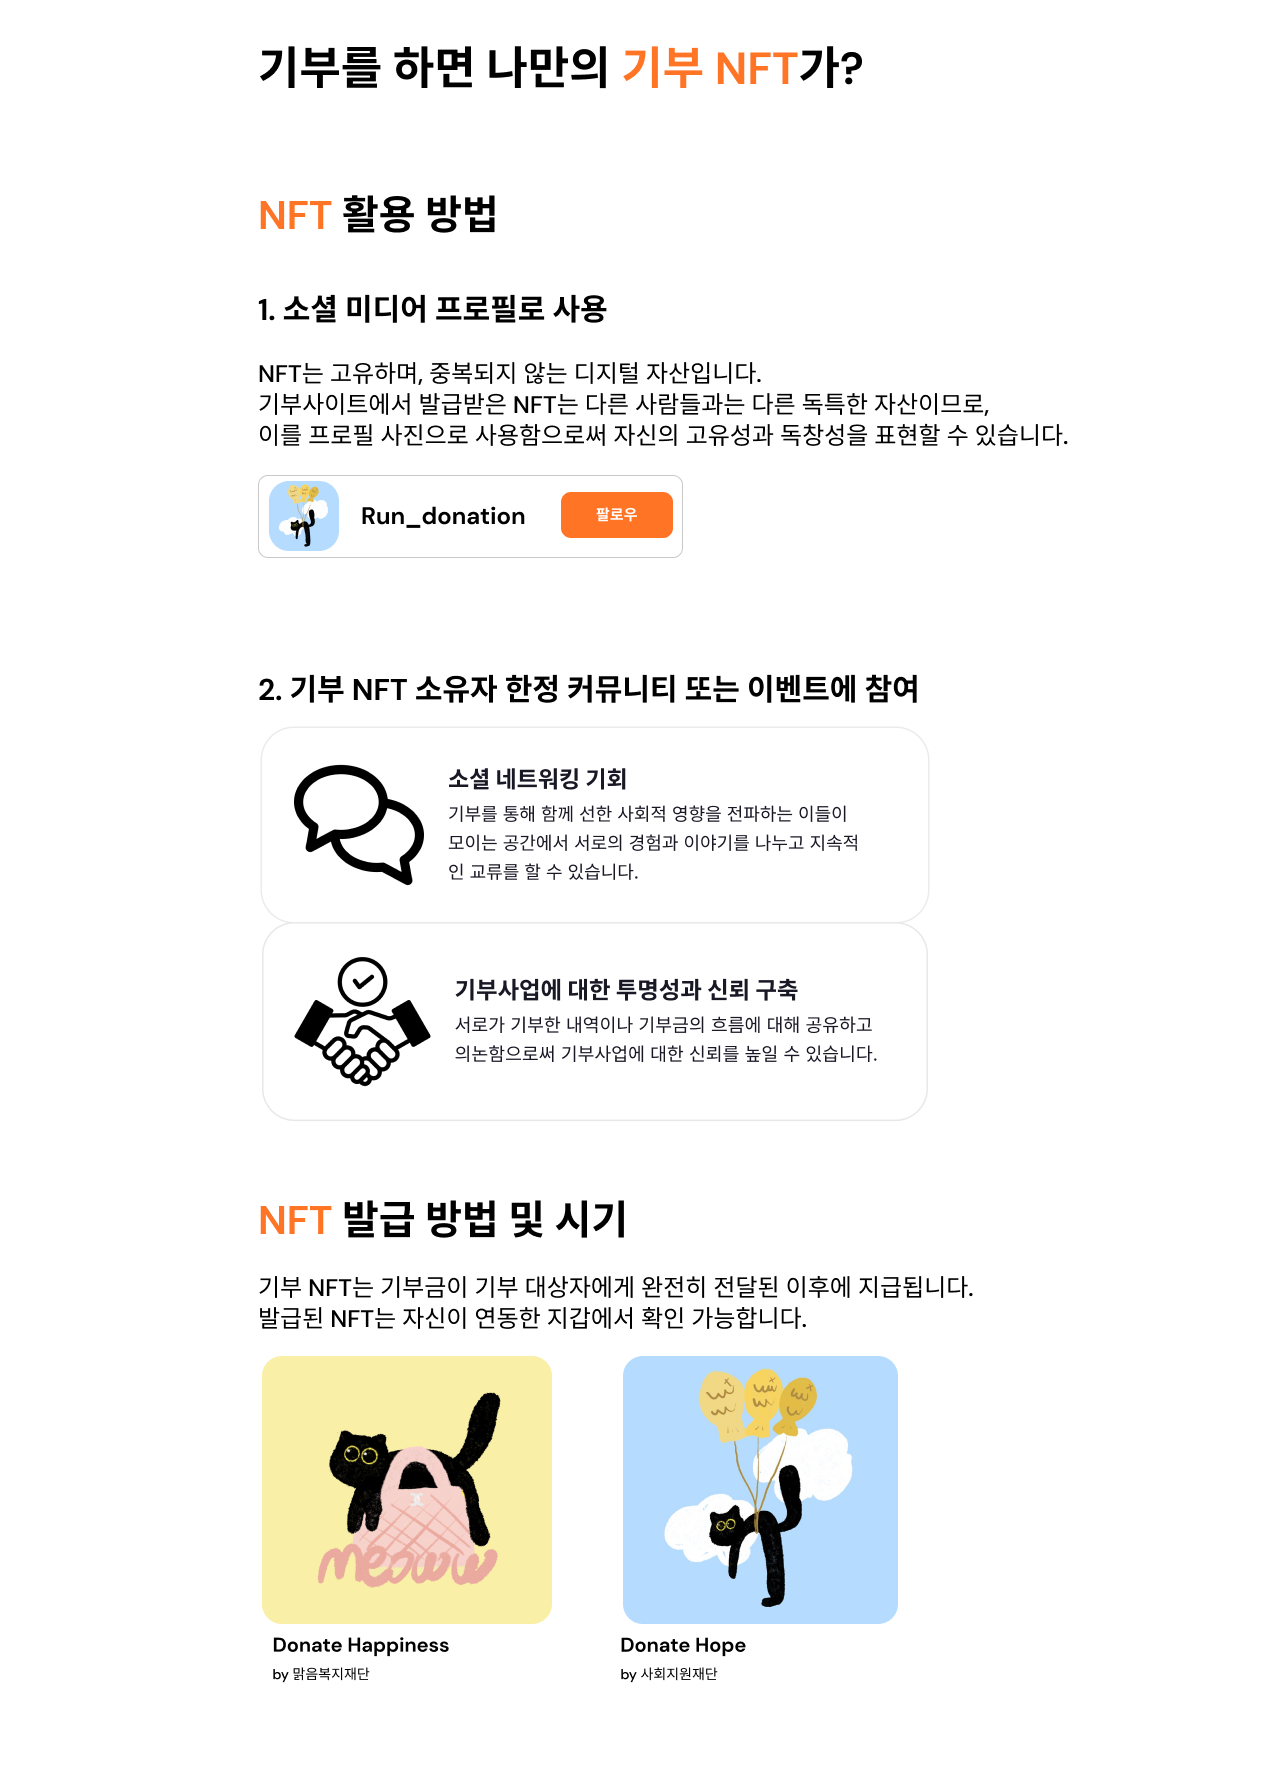 기부를 하면 나만의 기부 NFT가?
NFT 활용 방법
1. 소셜 미디어 프로필로 사용
NFT는 고유하며, 중복되지 않는 디지털 자산입니다.
기부사이트에서 발급받은 NFT는 다른 사람들과는 다른 독특한 자산이므로,
이를 프로필 사진으로 사용함으로써 자신의 고유성과 독창성을 표현할 수 있습니다.
Run_donation
팔로우
2. 기부 NFT 소유자 한정 커뮤니티 또는 이벤트에 참여
소셜 네트워킹 기회
기부를 통해 함께 선한 사회적 영향을 전파하는 이들이
모이는 공간에서 서로의 경험과 이야기를 나누고 지속적
인 교류를 할 수 있습니다.
기부사업에 대한 투명성과 신뢰 구축
서로가 기부한 내역이나 기부금의 흐름에 대해 공유하고
의논함으로써 기부사업에 대한 신뢰를 높일 수 있습니다.
NFT 발급 방법 및 시기
기부 NFT는 기부금이 기부 대상자에게 완전히 전달된 이후에 지급됩니다.
발급된 NFT는 자신이 연동한 지갑에서 확인 가능합니다.
meoww
Donate Happiness
by 맑음복지재단
Donate Hope
by 사회지원재단